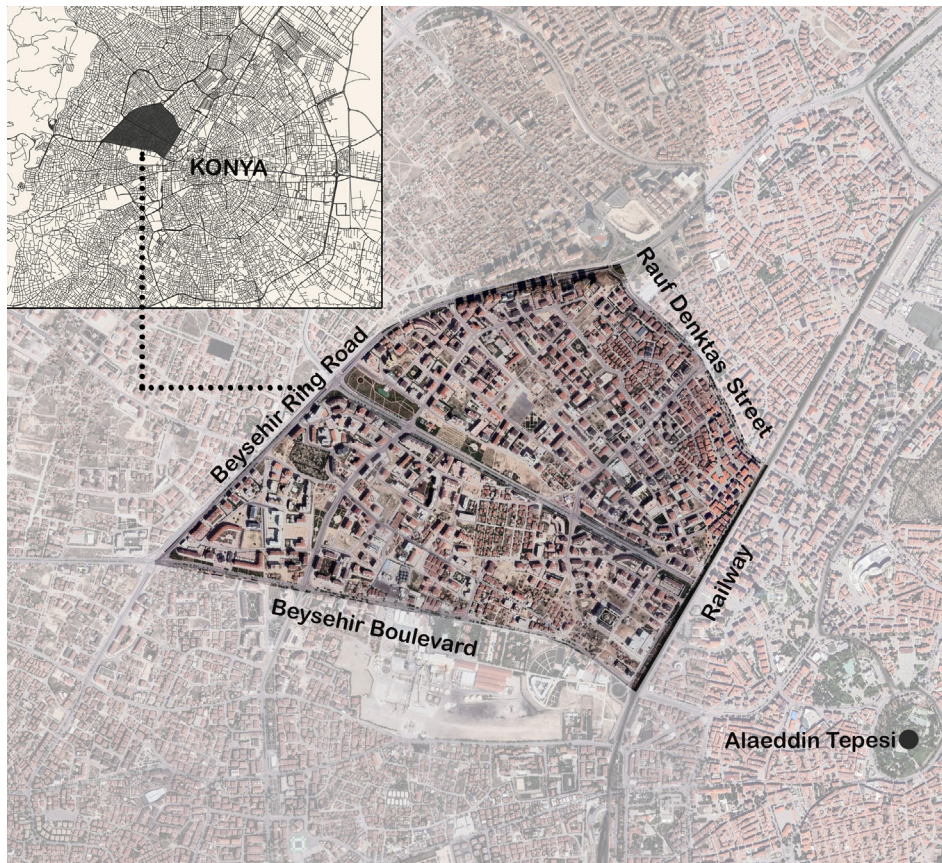 KONYA
Rauf Denktas Street
Beysehir Ring Road
Railway
Beysehir Boulevard
Alaeddin Tepesi